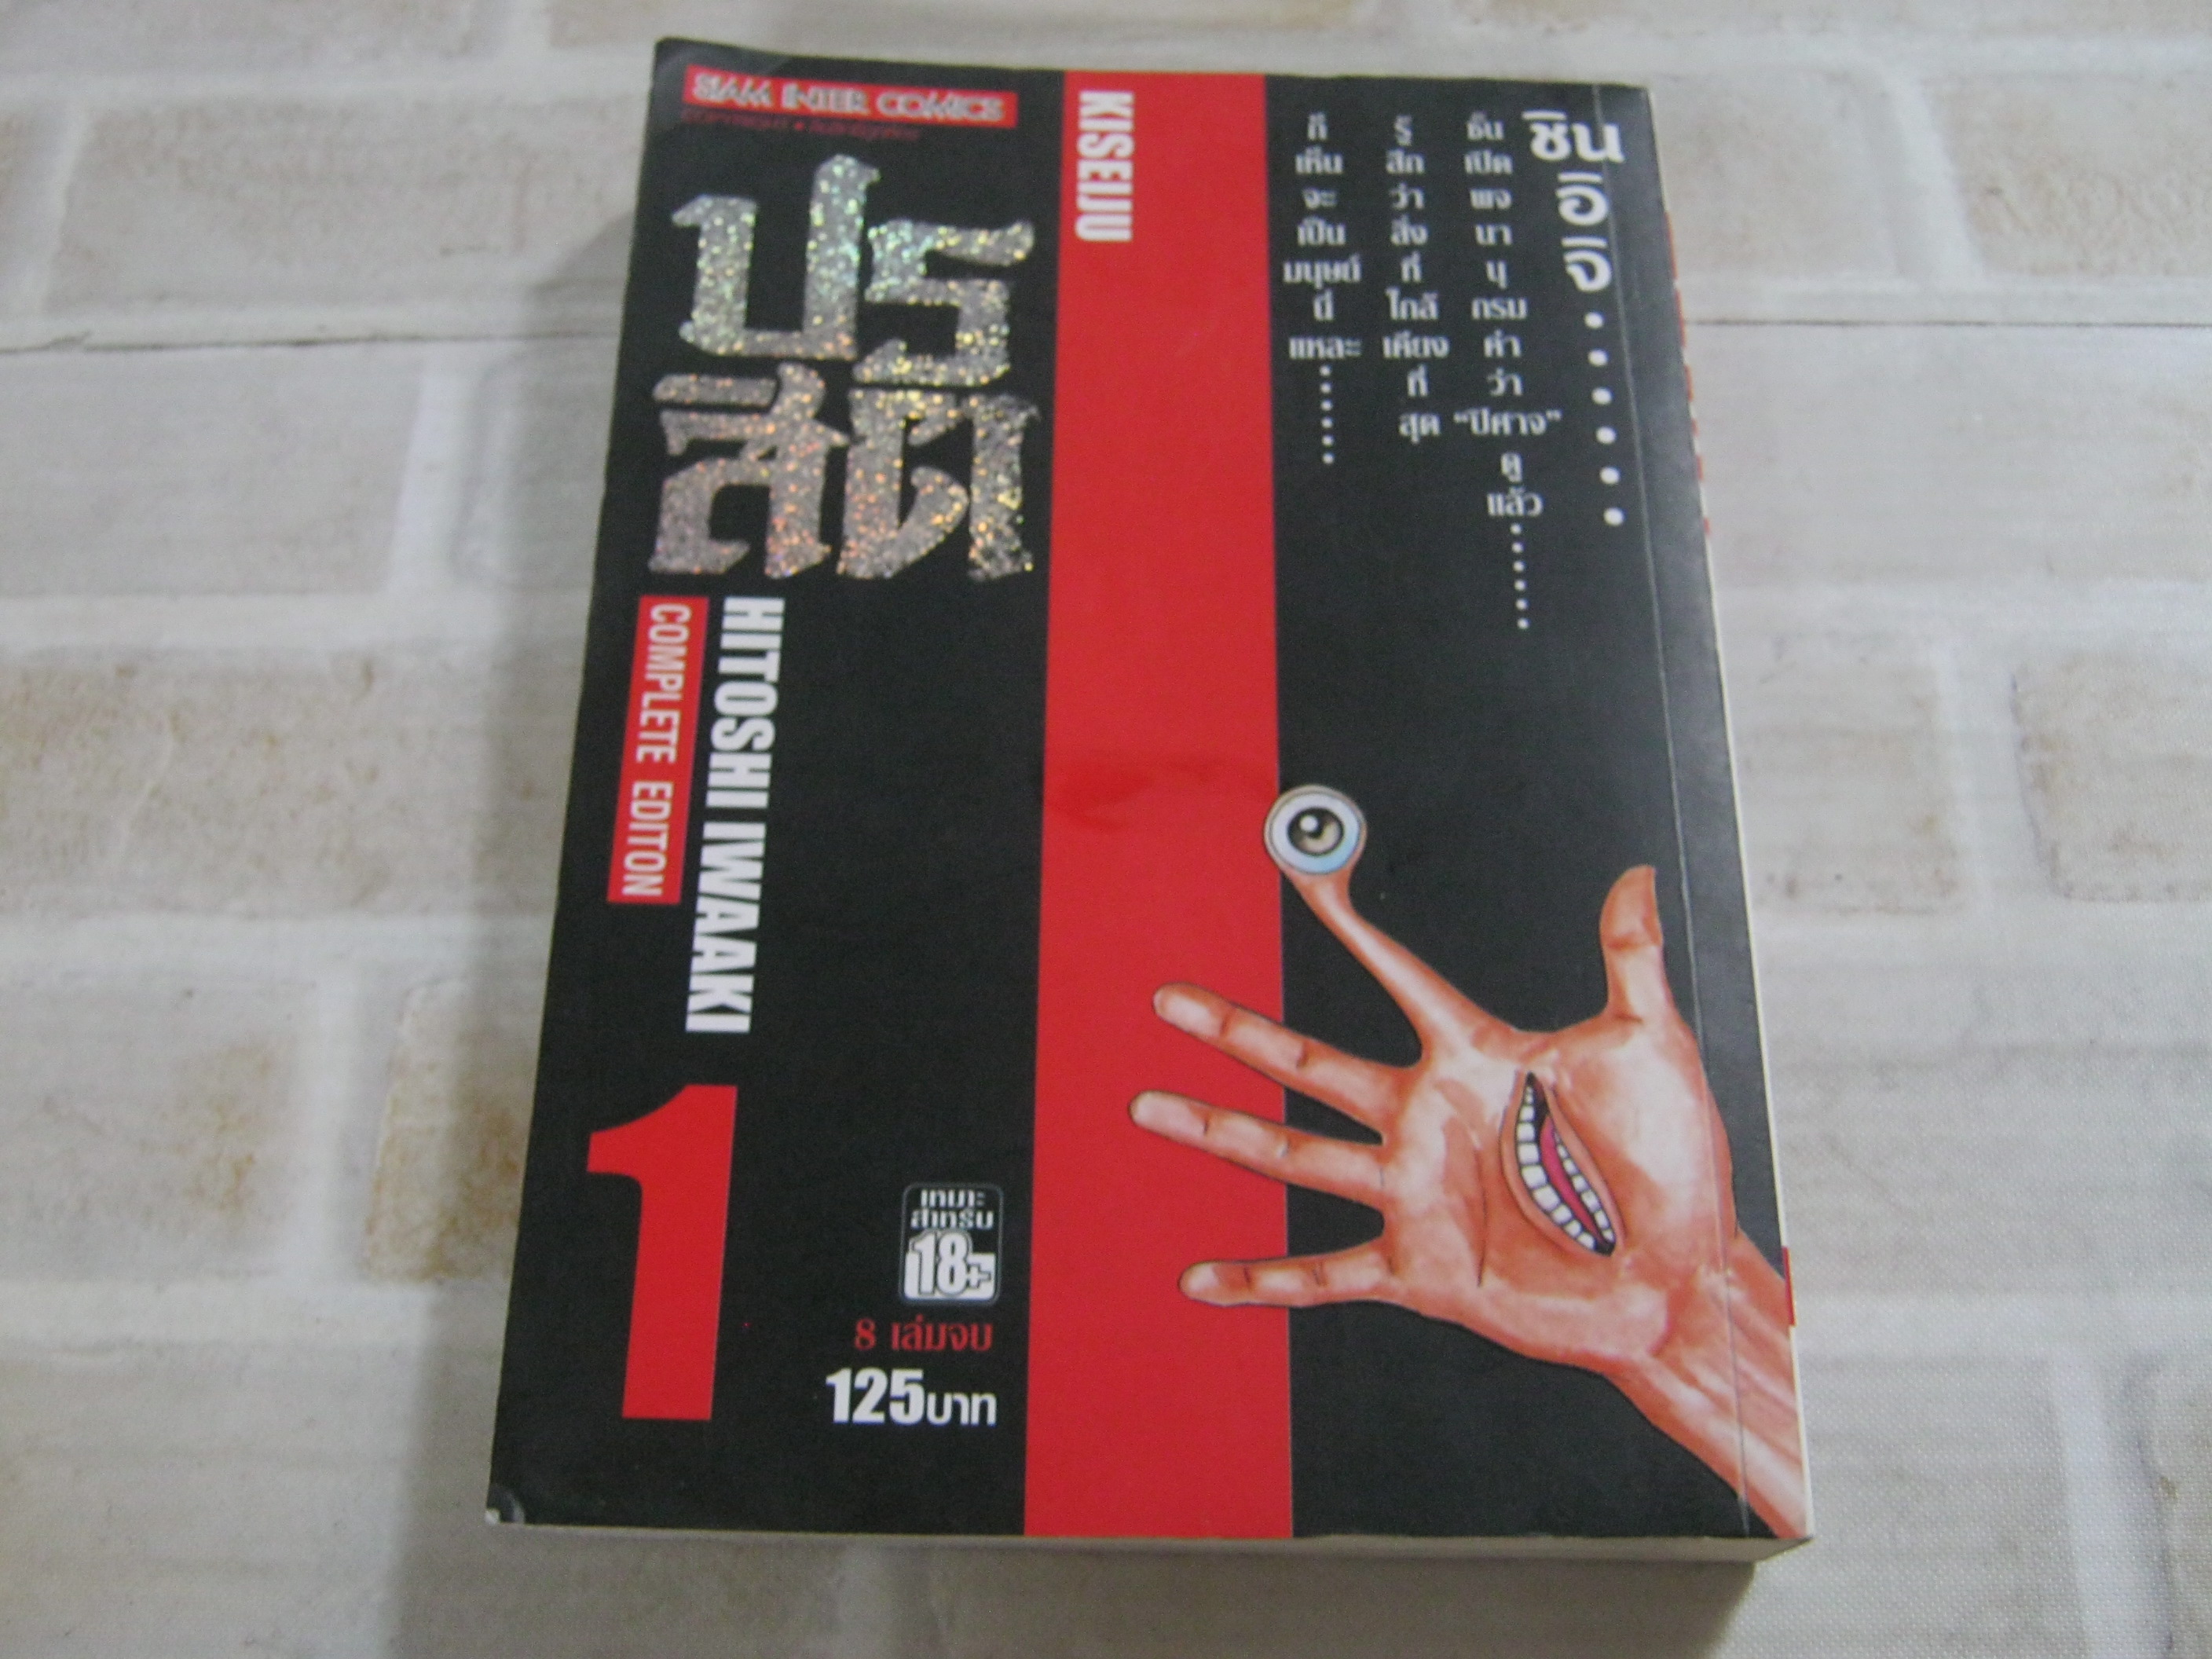 SIAM INTER COMICS
ปรสิต
KISEIJU
HITOSHI IWAAKI
COMPLETE EDITON
1
เหมาะ
สำหรับ
18+
8 เล่มจบ
125บาท
ชินอิจิ......
ชั้นเปิดพจนานุกรมคำว่า “ปีศาจ” ดูแล้ว......
รู้สึกว่าสิ่งที่ใกล้เคียงที่สุด
ก็เห็นจะเป็นมนุษย์นี่แหละ......